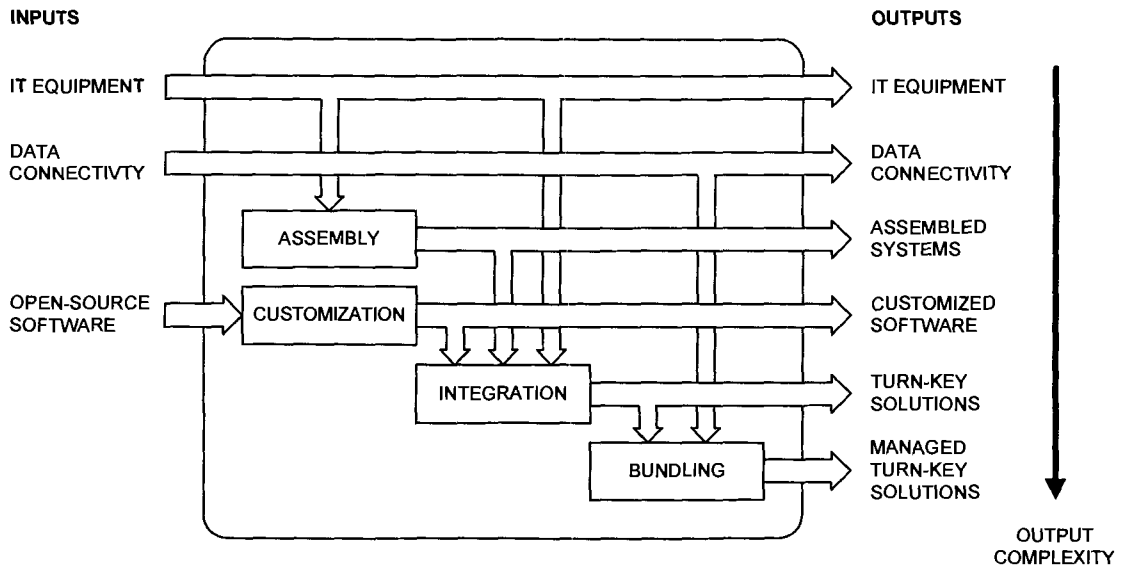 INPUTS
OUTPUTS
IT EQUIPMENT
IT EQUIPMENT
DATA
CONNECTIVTY
DATA
CONNECTIVITY
ASSEMBLY
ASSEMBLED
SYSTEMS
OPEN-SOURCE
SOFTWARE
CUSTOMIZATION
CUSTOMIZED
SOFTWARE
INTEGRATION
TURN-KEY
SOLUTIONS
BUNDLING
MANAGED
TURN-KEY
SOLUTIONS
OUTPUT
COMPLEXITY